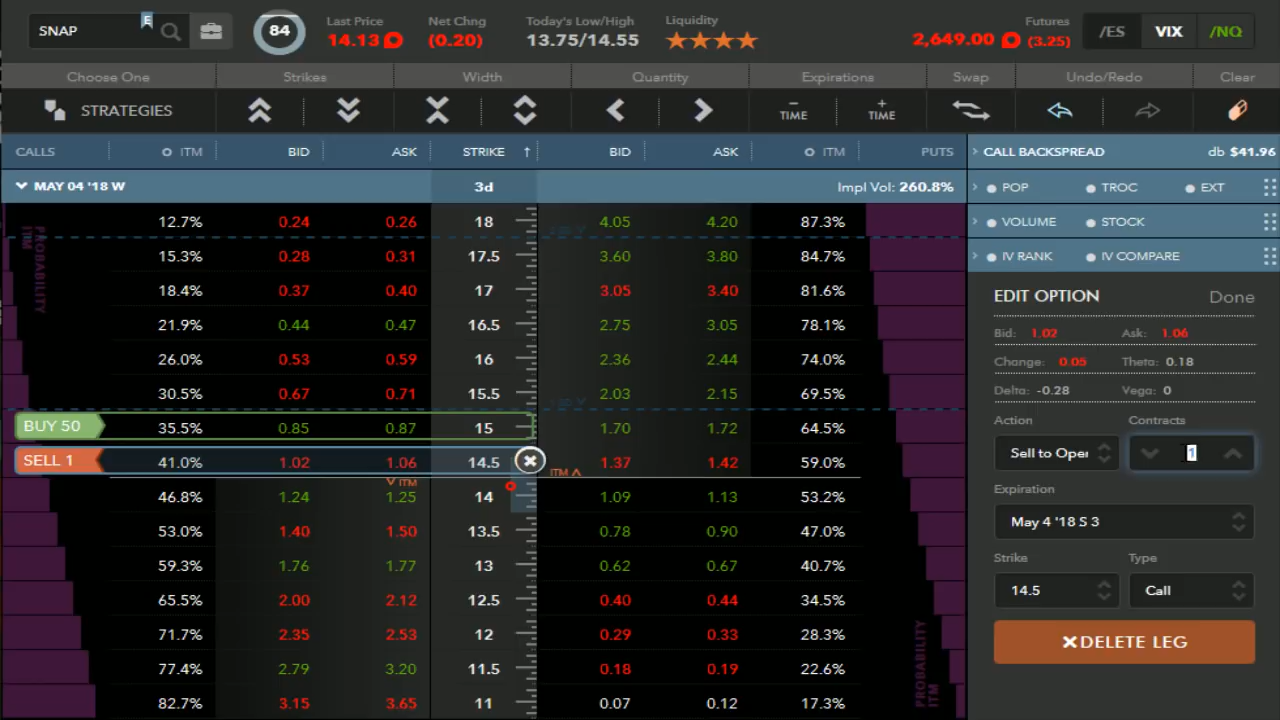 SNAP
E
84
Last Price
14.13
Net Chng
(0.20)
Today's Low/High
13.75/14.55
Liquidity
2,649.00
Futures
(3.25)
/ES
VIX
/NQ
Choose One
Strikes
Width
Quantity
Expirations
Swap
Undo/Redo
Clear
STRATEGIES
− TIME
+ TIME
CALLS ITM BID ASK STRIKE ↑ BID ASK ITM PUTS
MAY 04 '18 W 3d Impl Vol: 260.8%
12.7% 0.24 0.26 18 4.05 4.20 87.3%
15.3% 0.28 0.31 17.5 3.60 3.80 84.7%
18.4% 0.37 0.40 17 3.05 3.40 81.6%
21.9% 0.44 0.47 16.5 2.75 3.05 78.1%
26.0% 0.53 0.59 16 2.36 2.44 74.0%
30.5% 0.67 0.71 15.5 2.03 2.15 69.5%
BUY 50 35.5% 0.85 0.87 15 1.70 1.72 64.5%
SELL 1 41.0% 1.02 1.06 14.5 1.37 1.42 59.0%
ITM
ITM
46.8% 1.24 1.25 14 1.09 1.13 53.2%
53.0% 1.40 1.50 13.5 0.78 0.90 47.0%
59.3% 1.76 1.77 13 0.62 0.67 40.7%
65.5% 2.00 2.12 12.5 0.40 0.44 34.5%
71.7% 2.35 2.53 12 0.29 0.33 28.3%
77.4% 2.79 3.20 11.5 0.18 0.19 22.6%
82.7% 3.15 3.65 11 0.07 0.12 17.3%
PROBABILITY ITM
PROBABILITY ITM
CALL BACKSPREAD db $41.96
POP TROC EXT
VOLUME STOCK
IV RANK IV COMPARE
EDIT OPTION Done
Bid: 1.02 Ask: 1.06
Change: 0.05 Theta: 0.18
Delta: -0.28 Vega: 0
Action Contracts
Sell to Oper 1
Expiration
May 4 '18 S 3
Strike Type
14.5 Call
DELETE LEG